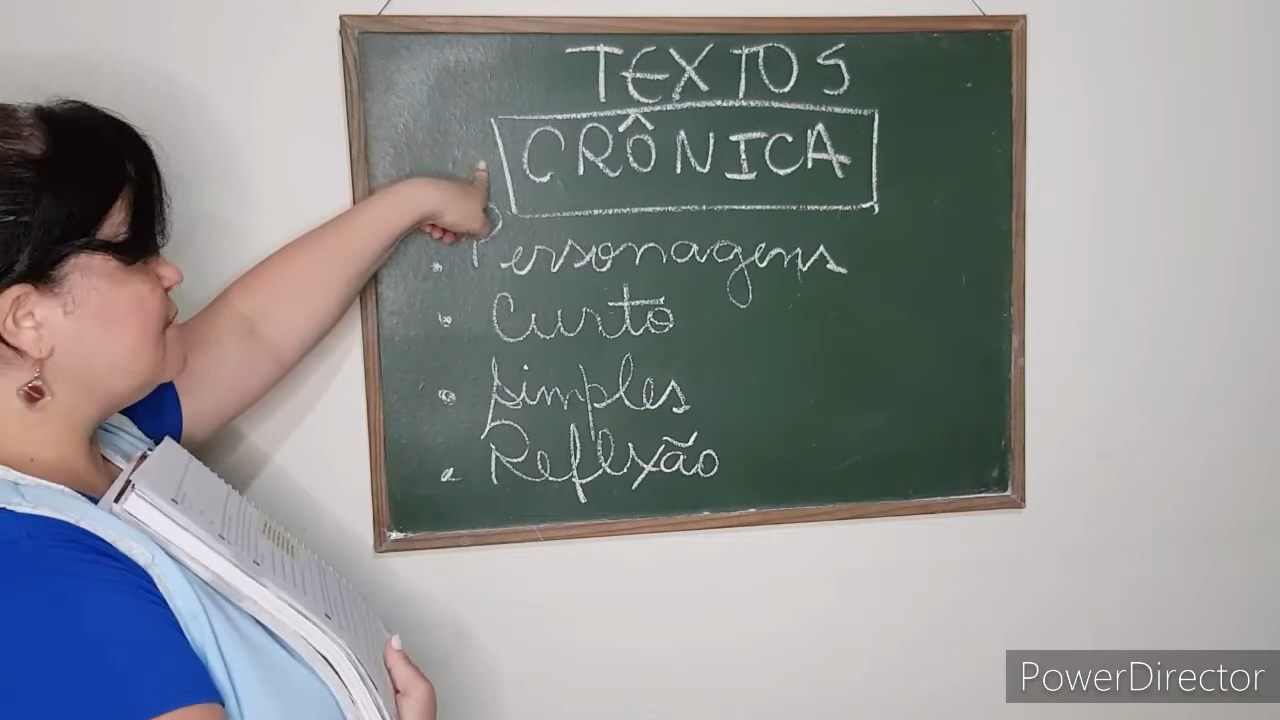 TEXTOS
CRÔNICA
. Personagens
. Curto
. Simples
. Reflexão
PowerDirector